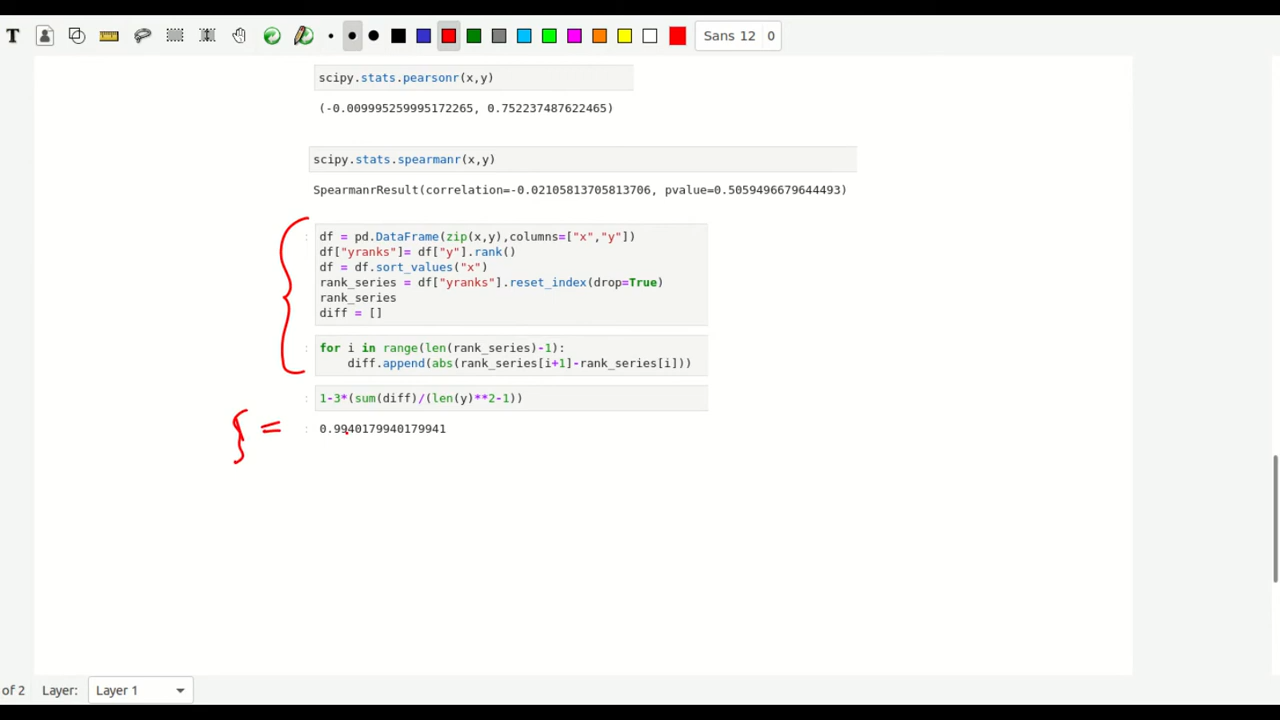 T
Sans 12 0
scipy.stats.pearsonr(x,y)
(-0.009995259995172265, 0.752237487622465)
scipy.stats.spearmanr(x,y)
SpearmanrResult(correlation=-0.02105813705813706, pvalue=0.5059496679644493)
: df = pd.DataFrame(zip(x,y),columns=["x","y"])
df["yranks"]= df["y"].rank()
df = df.sort_values("x")
rank_series = df["yranks"].reset_index(drop=True)
rank_series
diff = []
: for i in range(len(rank_series)-1):
diff.append(abs(rank_series[i+1]-rank_series[i]))
: 1-3*(sum(diff)/(len(y)**2-1))
= : 0.9940179940179941
of 2 Layer: Layer 1